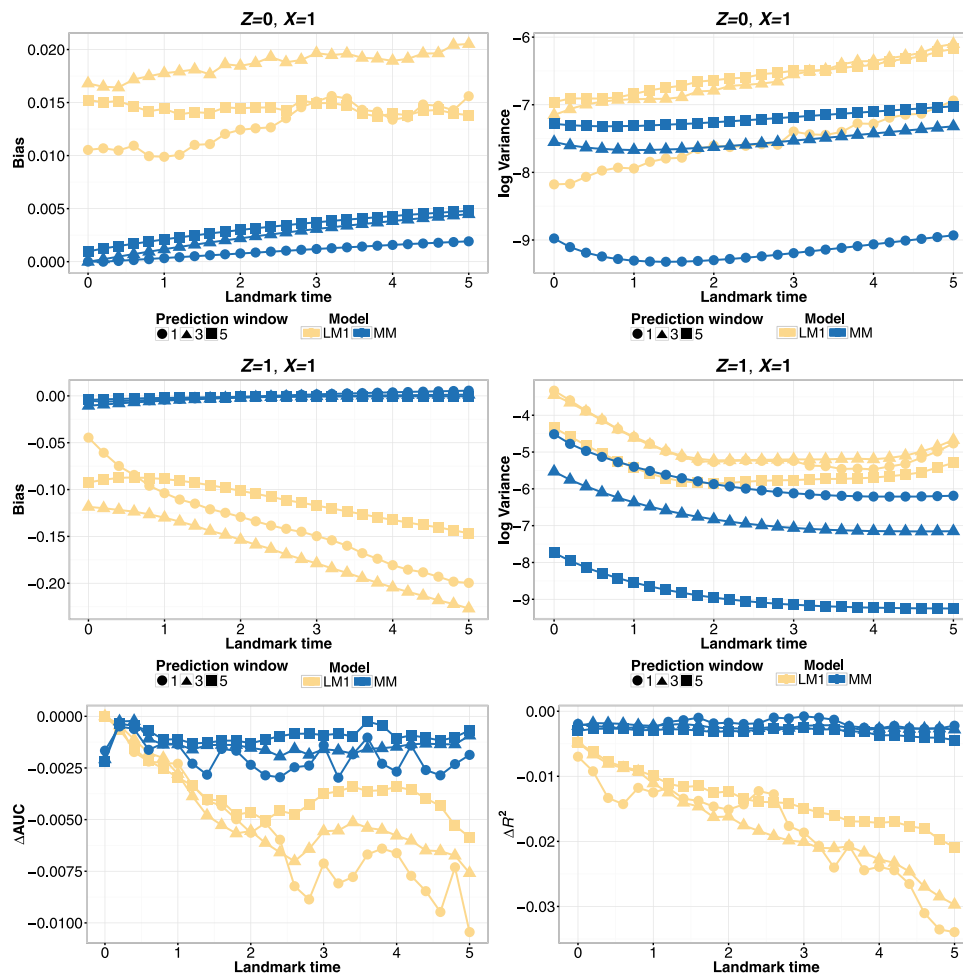 Z=0, X=1
Bias
0.020
0.015
0.010
0.005
0.000
0 1 2 3 4 5
Landmark time
Prediction window
1 3 5
Model
LM1 MM
Z=0, X=1
log Variance
−6
−7
−8
−9
0 1 2 3 4 5
Landmark time
Prediction window
1 3 5
Model
LM1 MM
Z=1, X=1
Bias
0.00
−0.05
−0.10
−0.15
−0.20
0 1 2 3 4 5
Landmark time
Prediction window
1 3 5
Model
LM1 MM
Z=1, X=1
log Variance
−4
−5
−6
−7
−8
−9
0 1 2 3 4 5
Landmark time
Prediction window
1 3 5
Model
LM1 MM
ΔAUC
0.0000
−0.0025
−0.0050
−0.0075
−0.0100
0 1 2 3 4 5
Landmark time
ΔR²
0.00
−0.01
−0.02
−0.03
0 1 2 3 4 5
Landmark time